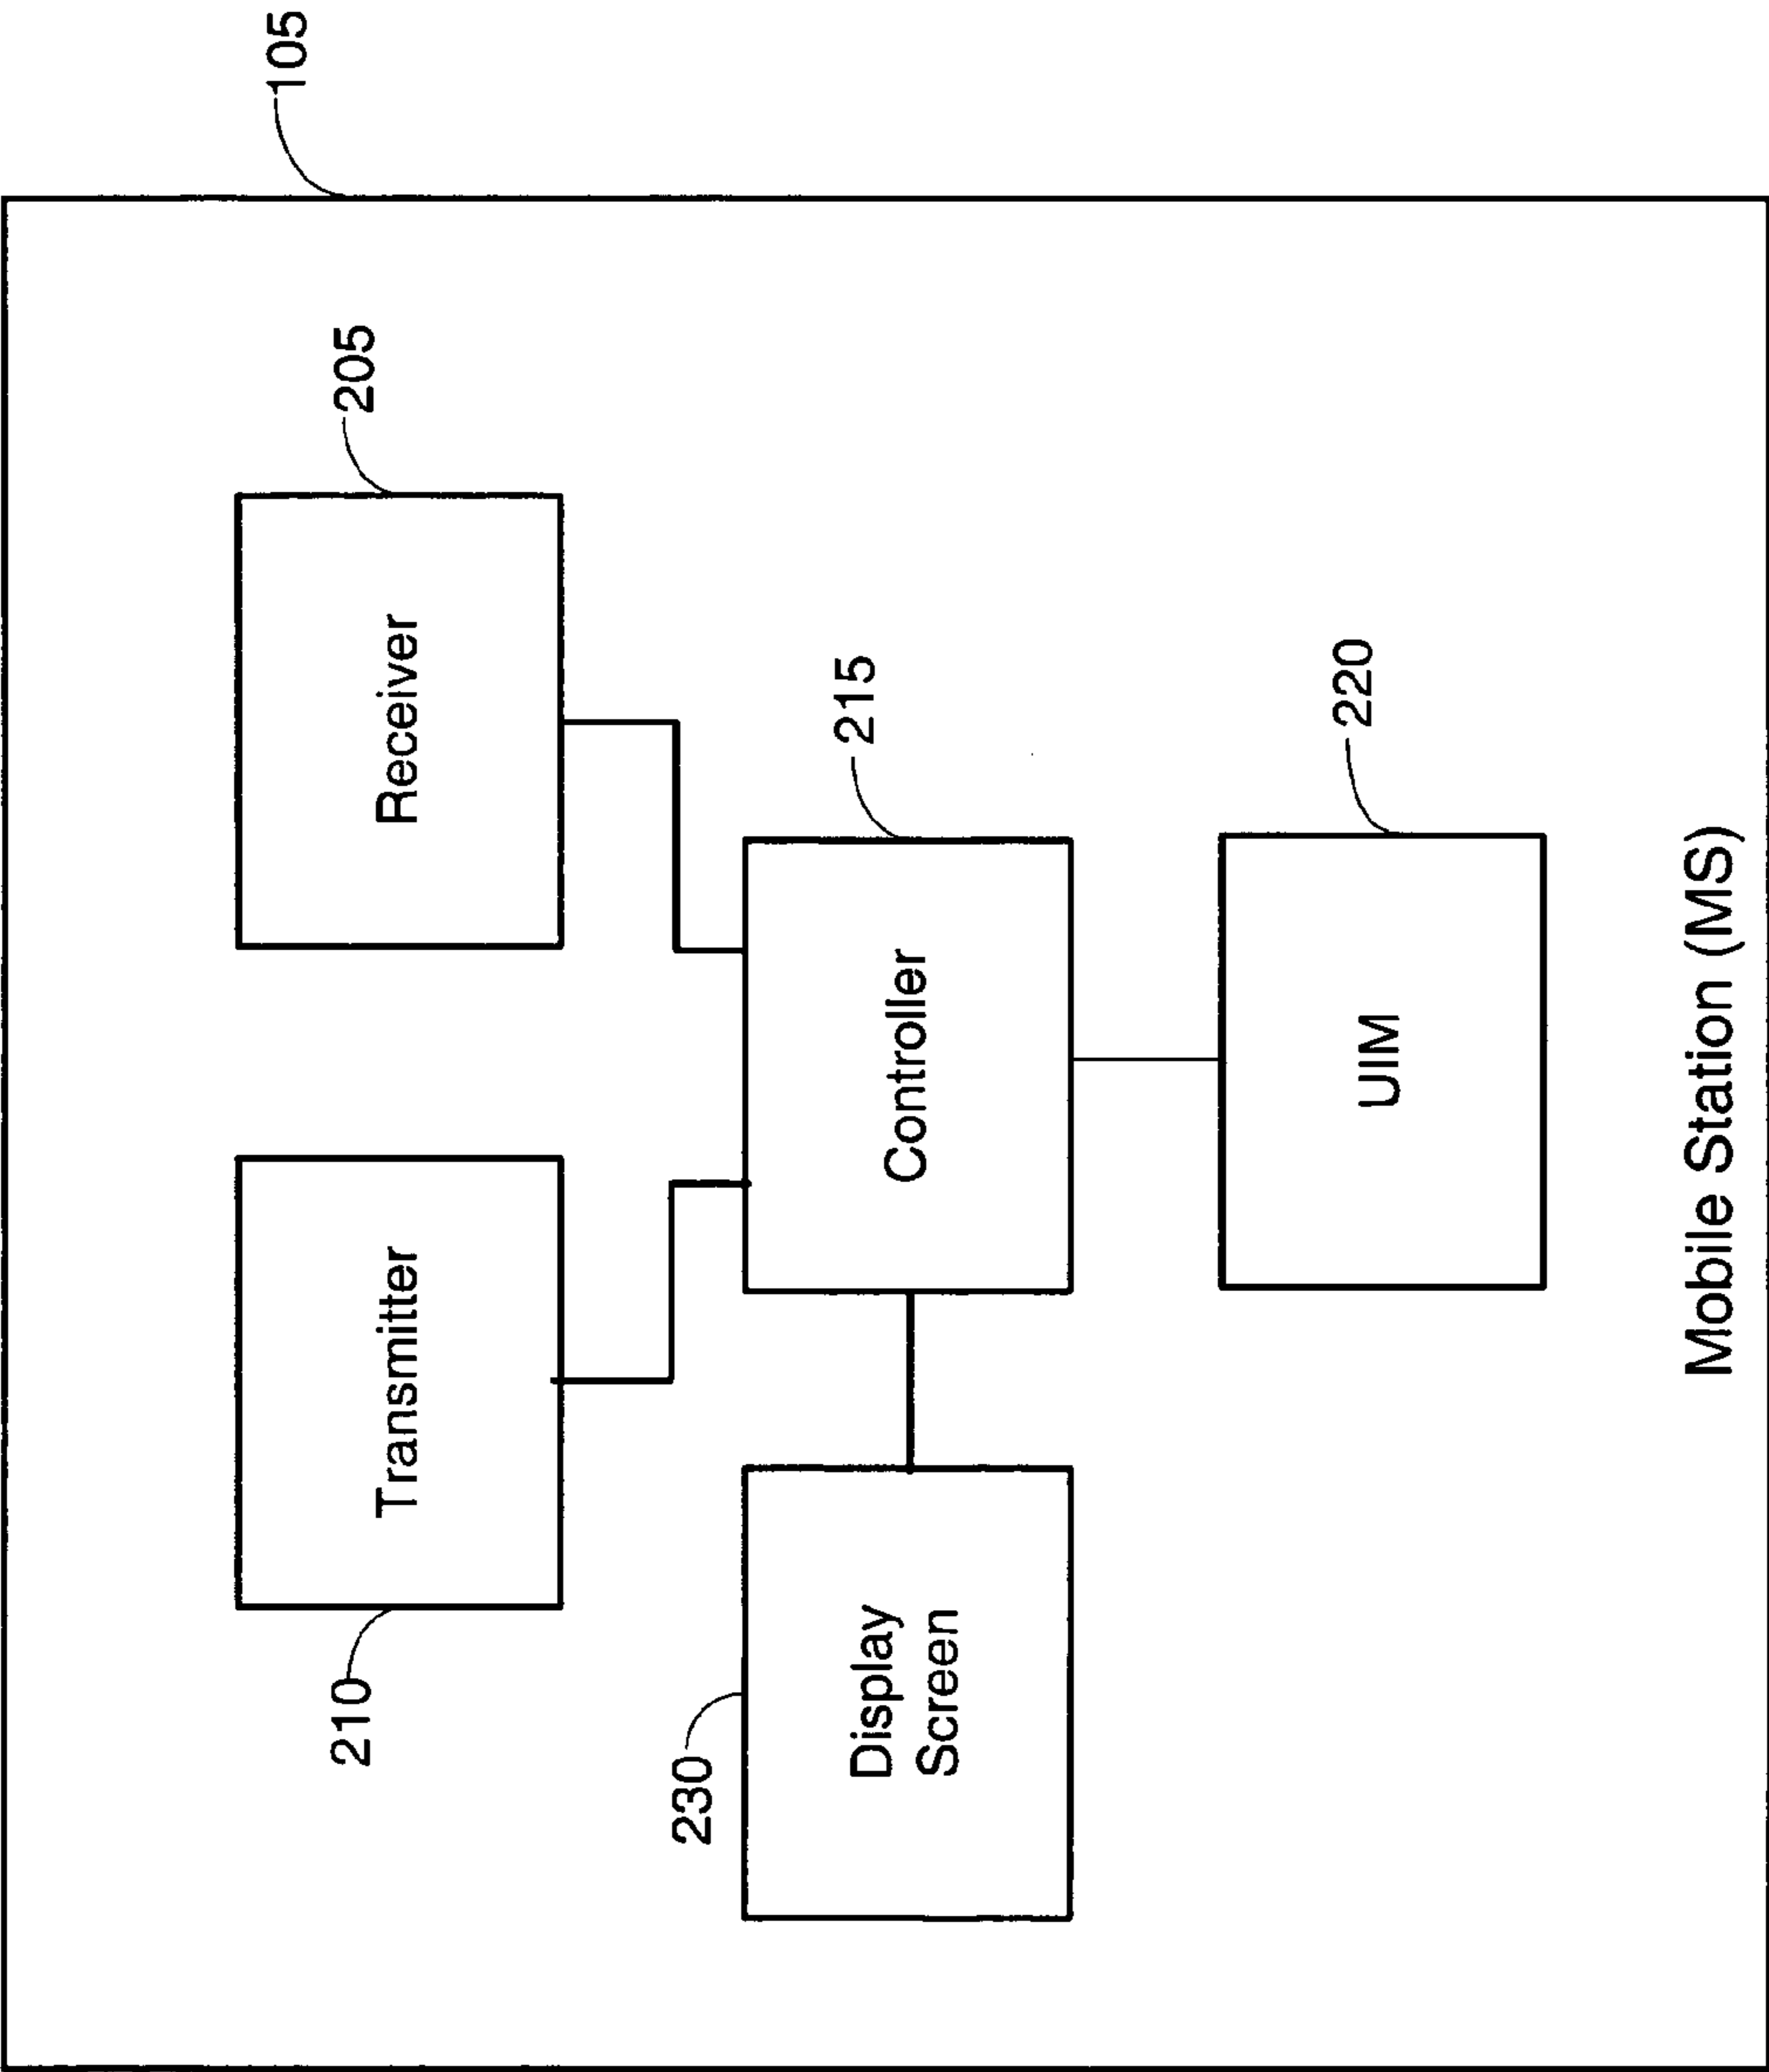 105
210
205
Transmitter
Receiver
230
215
Display
Screen
Controller
220
UIM
Mobile Station (MS)